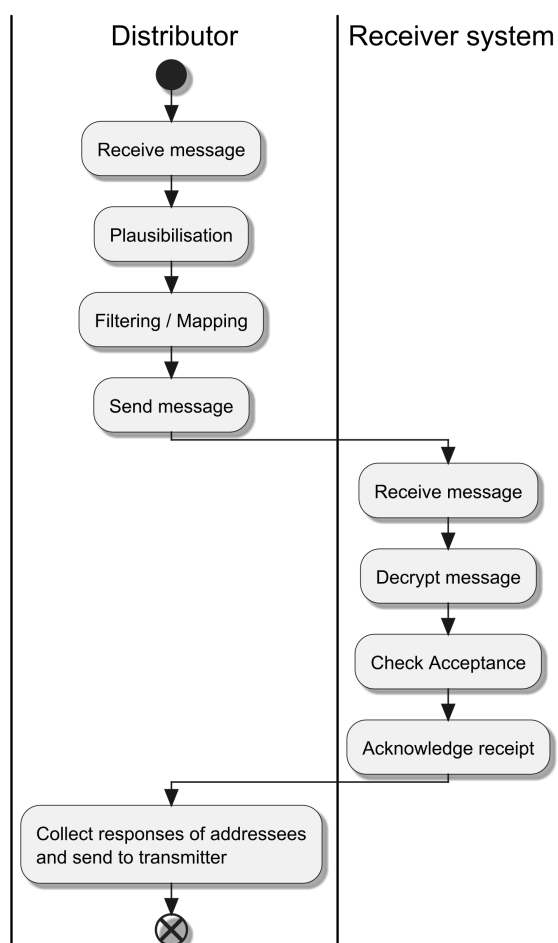 Distributor
Receiver system
Receive message
Plausibilisation
Filtering / Mapping
Send message
Receive message
Decrypt message
Check Acceptance
Acknowledge receipt
Collect responses of addressees
and send to transmitter